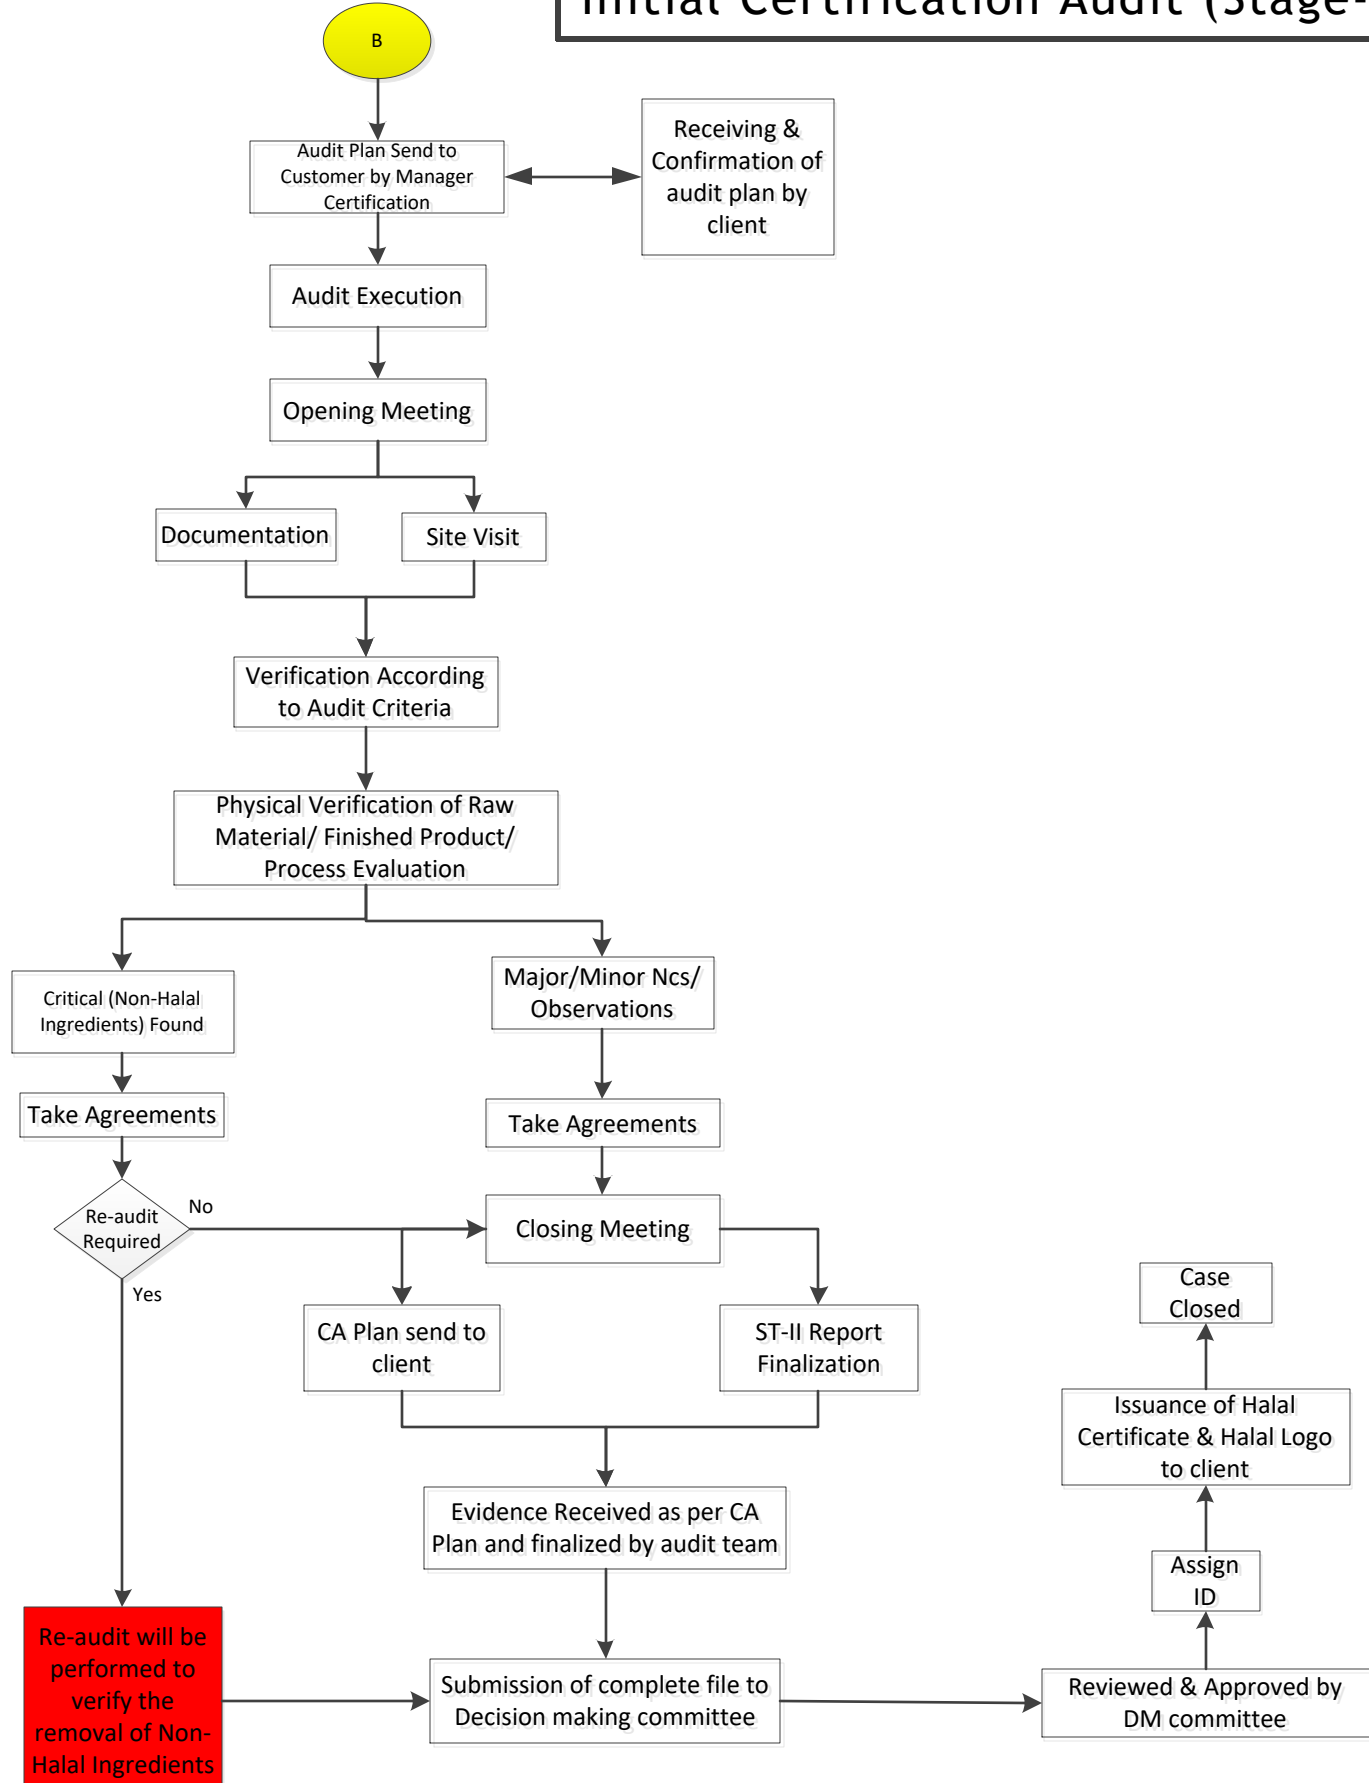 Initial Certification Audit (Stage-
B
Audit Plan Send to
Customer by Manager
Certification
Receiving &
Confirmation of
audit plan by
client
Audit Execution
Opening Meeting
Documentation
Site Visit
Verification According
to Audit Criteria
Physical Verification of Raw
Material/ Finished Product/
Process Evaluation
Critical (Non-Halal
Ingredients) Found
Major/Minor Ncs/
Observations
Take Agreements
Take Agreements
Re-audit
Required
No
Yes
Closing Meeting
CA Plan send to
client
ST-II Report
Finalization
Case
Closed
Issuance of Halal
Certificate & Halal Logo
to client
Evidence Received as per CA
Plan and finalized by audit team
Assign
ID
Re-audit will be
performed to
verify the
removal of Non-
Halal Ingredients
Submission of complete file to
Decision making committee
Reviewed & Approved by
DM committee